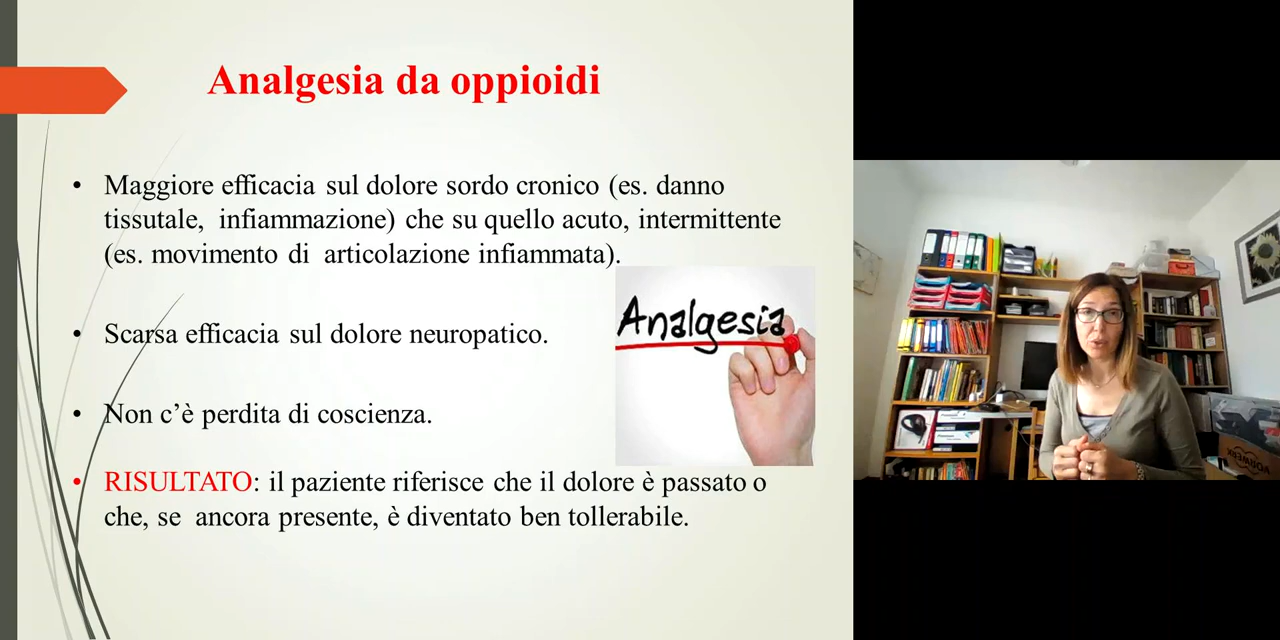 Analgesia da oppioidi
• Maggiore efficacia sul dolore sordo cronico (es. danno
tissutale, infiammazione) che su quello acuto, intermittente
(es. movimento di articolazione infiammata).
Analgesia
• Scarsa efficacia sul dolore neuropatico.
• Non c’è perdita di coscienza.
• RISULTATO: il paziente riferisce che il dolore è passato o
che, se ancora presente, è diventato ben tollerabile.